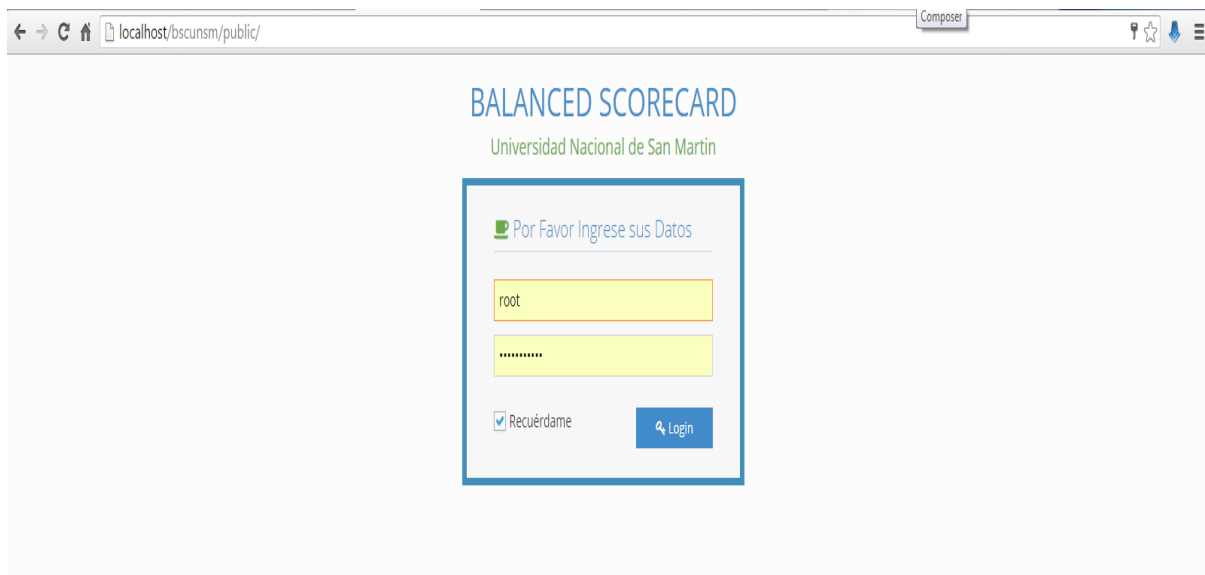 Composer
localhost/bscunsm/public/
BALANCED SCORECARD
Universidad Nacional de San Martin
Por Favor Ingrese sus Datos
root
•••••••••••
Recuérdame
Login